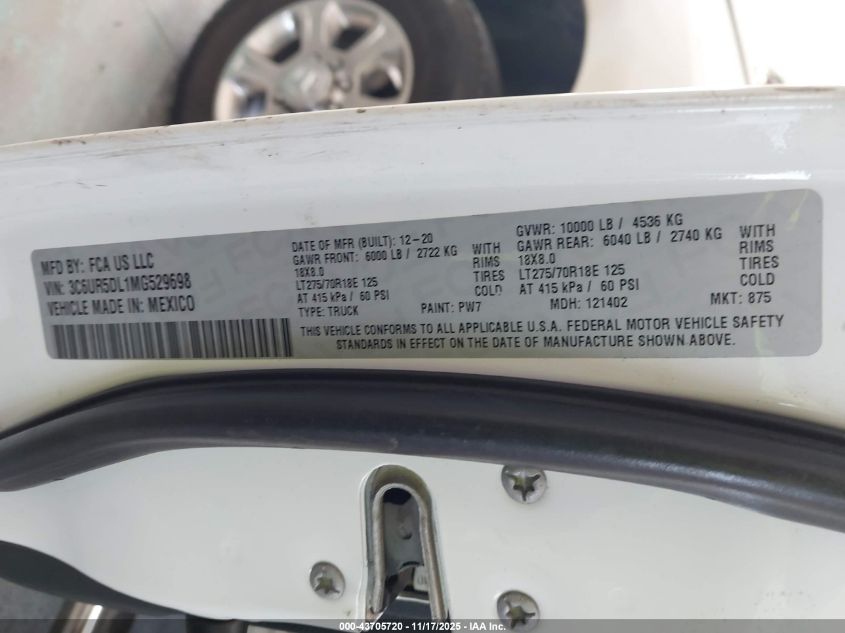 MFD BY: FCA US LLC
VIN: 3C6UR5DL1MG529698
VEHICLE MADE IN: MEXICO
DATE OF MFR (BUILT): 12-20
GAWR FRONT: 6000 LB / 2722 KG WITH
18X8.0 RIMS
LT275/70R18E 125 TIRES
AT 415 kPa / 60 PSI COLD
TYPE: TRUCK PAINT: PW7
GVWR: 10000 LB / 4536 KG
GAWR REAR: 6040 LB / 2740 KG WITH
18X8.0 RIMS
LT275/70R18E 125 TIRES
AT 415 kPa / 60 PSI COLD
MDH: 121402 MKT: 875
THIS VEHICLE CONFORMS TO ALL APPLICABLE U.S.A. FEDERAL MOTOR VEHICLE SAFETY
STANDARDS IN EFFECT ON THE DATE OF MANUFACTURE SHOWN ABOVE.
000-43705720 - 11/17/2025 - IAA Inc.